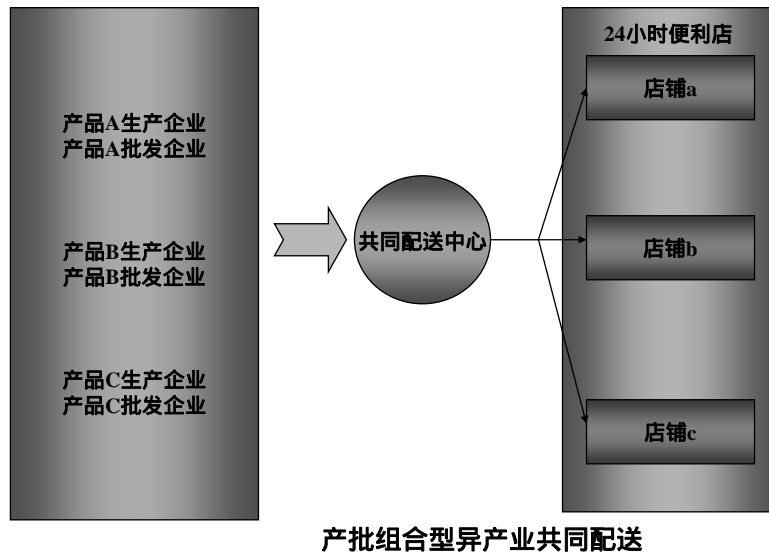 产品A生产企业
产品A批发企业
产品B生产企业
产品B批发企业
产品C生产企业
产品C批发企业
共同配送中心
24小时便利店
店铺a
店铺b
店铺c
产批组合型异产业共同配送